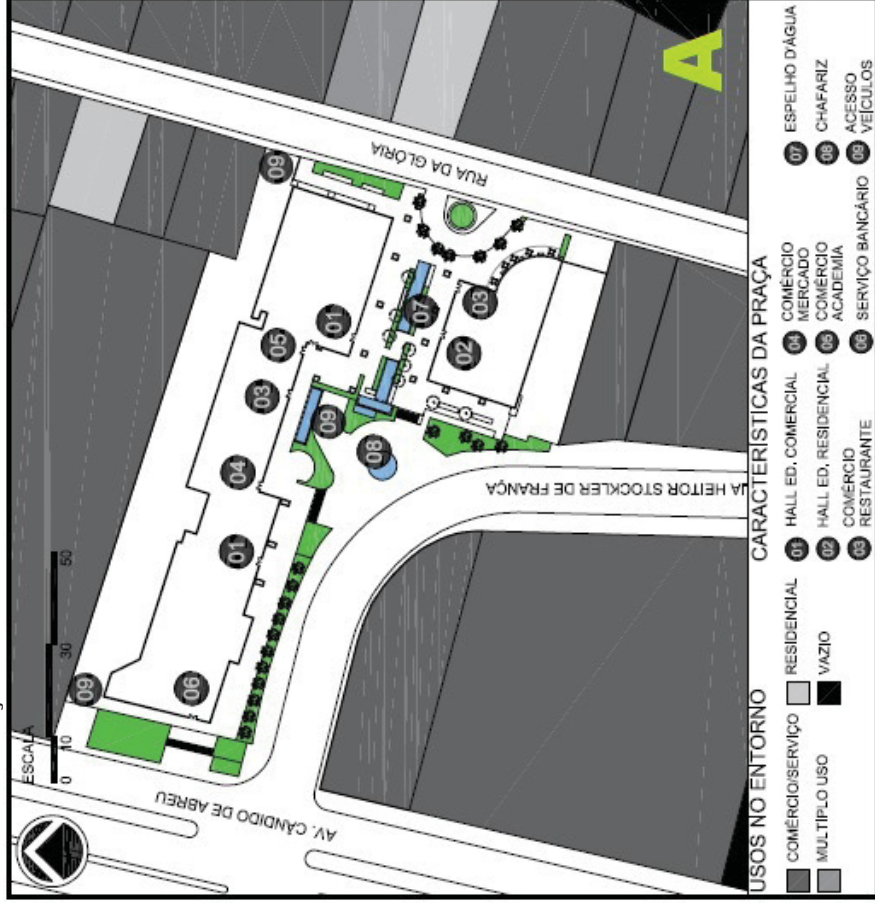 ESCALA
0 10 30 50
A
RUA DA GLÓRIA
AV. CÂNDIDO DE ABREU
HEITOR STOCKLER DE FRANÇA
09
05
03
01
04
01
09
06
07
03
02
09
08
USOS NO ENTORNO
COMÉRCIO/SERVIÇO
RESIDENCIAL
MULTIPLO USO
VAZIO
CARACTERÍSTICAS DA PRAÇA
01 HALL ED. COMERCIAL
02 HALL ED. RESIDENCIAL
03 COMÉRCIO
RESTAURANTE
04 COMÉRCIO
MERCADO
05 COMÉRCIO
ACADEMIA
06 SERVIÇO BANCÁRIO
07 ESPELHO D'ÁGUA
08 CHAFARIZ
09 ACESSO
VEÍCULOS